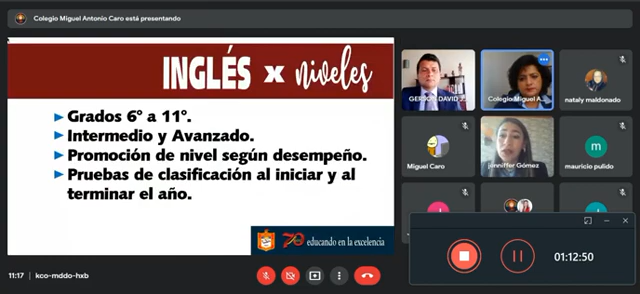 Colegio Miguel Antonio Caro está presentando
INGLÉS x niveles
Grados 6° a 11°.
Intermedio y Avanzado.
Promoción de nivel según desempeño.
Pruebas de clasificación al iniciar y al
terminar el año.
70 educando en la excelencia
Colegio Miguel A...
nataly maldonado
Miguel Caro
jenniffer Gómez
mauricio pulido
m
01:12:50
11:17 | kco-mddo-hxb